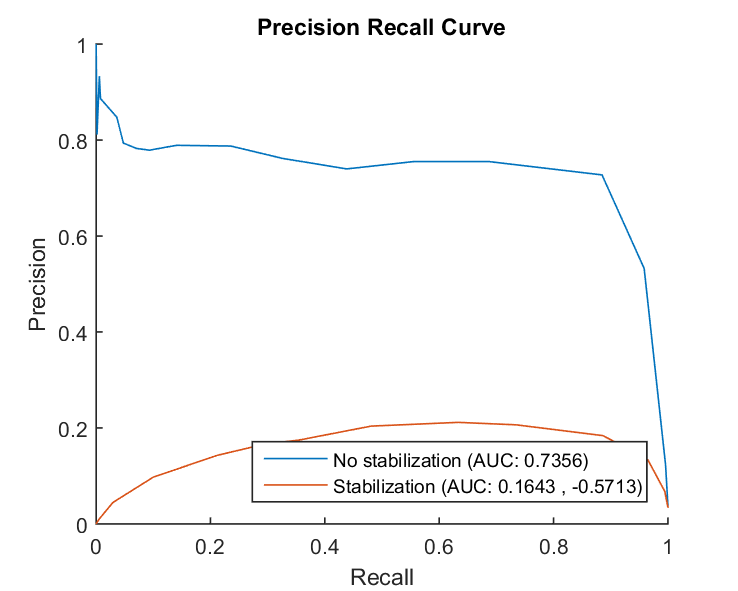 Precision Recall Curve
1
0.8
0.6
0.4
0.2
0
Precision
No stabilization (AUC: 0.7356)
Stabilization (AUC: 0.1643 , -0.5713)
0 0.2 0.4 0.6 0.8 1
Recall